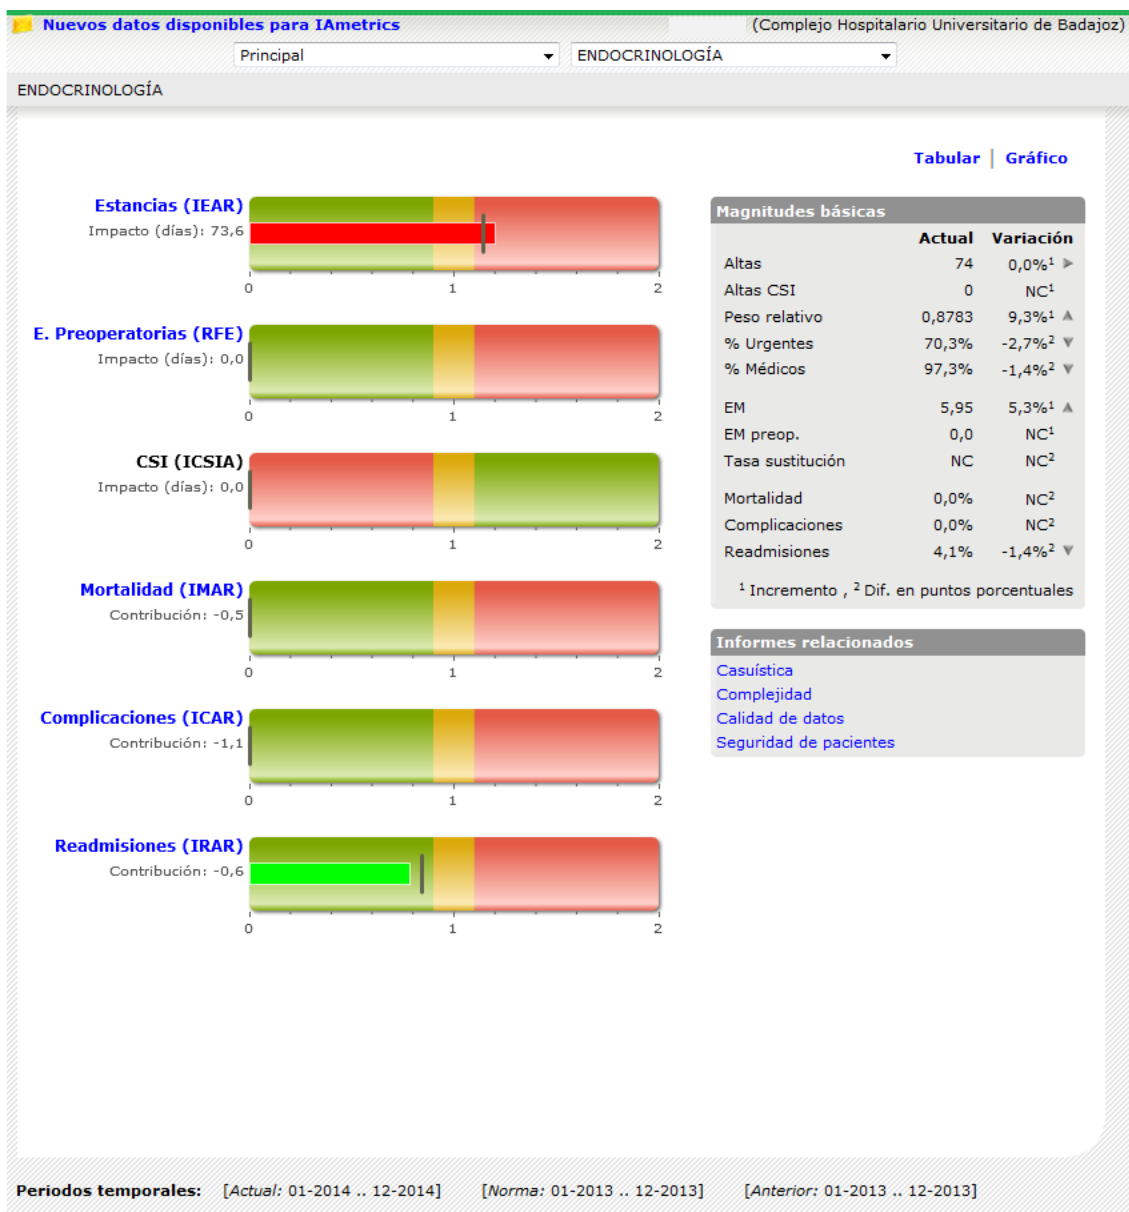 Nuevos datos disponibles para IAmetrics
(Complejo Hospitalario Universitario de Badajoz)
Principal
ENDOCRINOLOGÍA
ENDOCRINOLOGÍA
Tabular | Gráfico
Estancias (IEAR)
Impacto (días): 73,6
0 1 2
E. Preoperatorias (RFE)
Impacto (días): 0,0
0 1 2
CSI (ICSIA)
Impacto (días): 0,0
0 1 2
Mortalidad (IMAR)
Contribución: -0,5
0 1 2
Complicaciones (ICAR)
Contribución: -1,1
0 1 2
Readmisiones (IRAR)
Contribución: -0,6
0 1 2
Magnitudes básicas
Actual Variación
Altas 74 0,0%¹
Altas CSI 0 NC¹
Peso relativo 0,8783 9,3%¹
% Urgentes 70,3% -2,7%²
% Médicos 97,3% -1,4%²
EM 5,95 5,3%¹
EM preop. 0,0 NC¹
Tasa sustitución NC NC²
Mortalidad 0,0% NC²
Complicaciones 0,0% NC²
Readmisiones 4,1% -1,4%²
¹ Incremento , ² Dif. en puntos porcentuales
Informes relacionados
Casuística
Complejidad
Calidad de datos
Seguridad de pacientes
Periodos temporales: [Actual: 01-2014 .. 12-2014] [Norma: 01-2013 .. 12-2013] [Anterior: 01-2013 .. 12-2013]